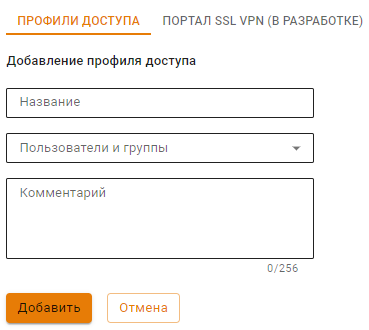 ПРОФИЛИ ДОСТУПА ПОРТАЛ SSL VPN (В РАЗРАБОТКЕ)
Добавление профиля доступа
Название
Пользователи и группы
Комментарий
0/256
Добавить Отмена